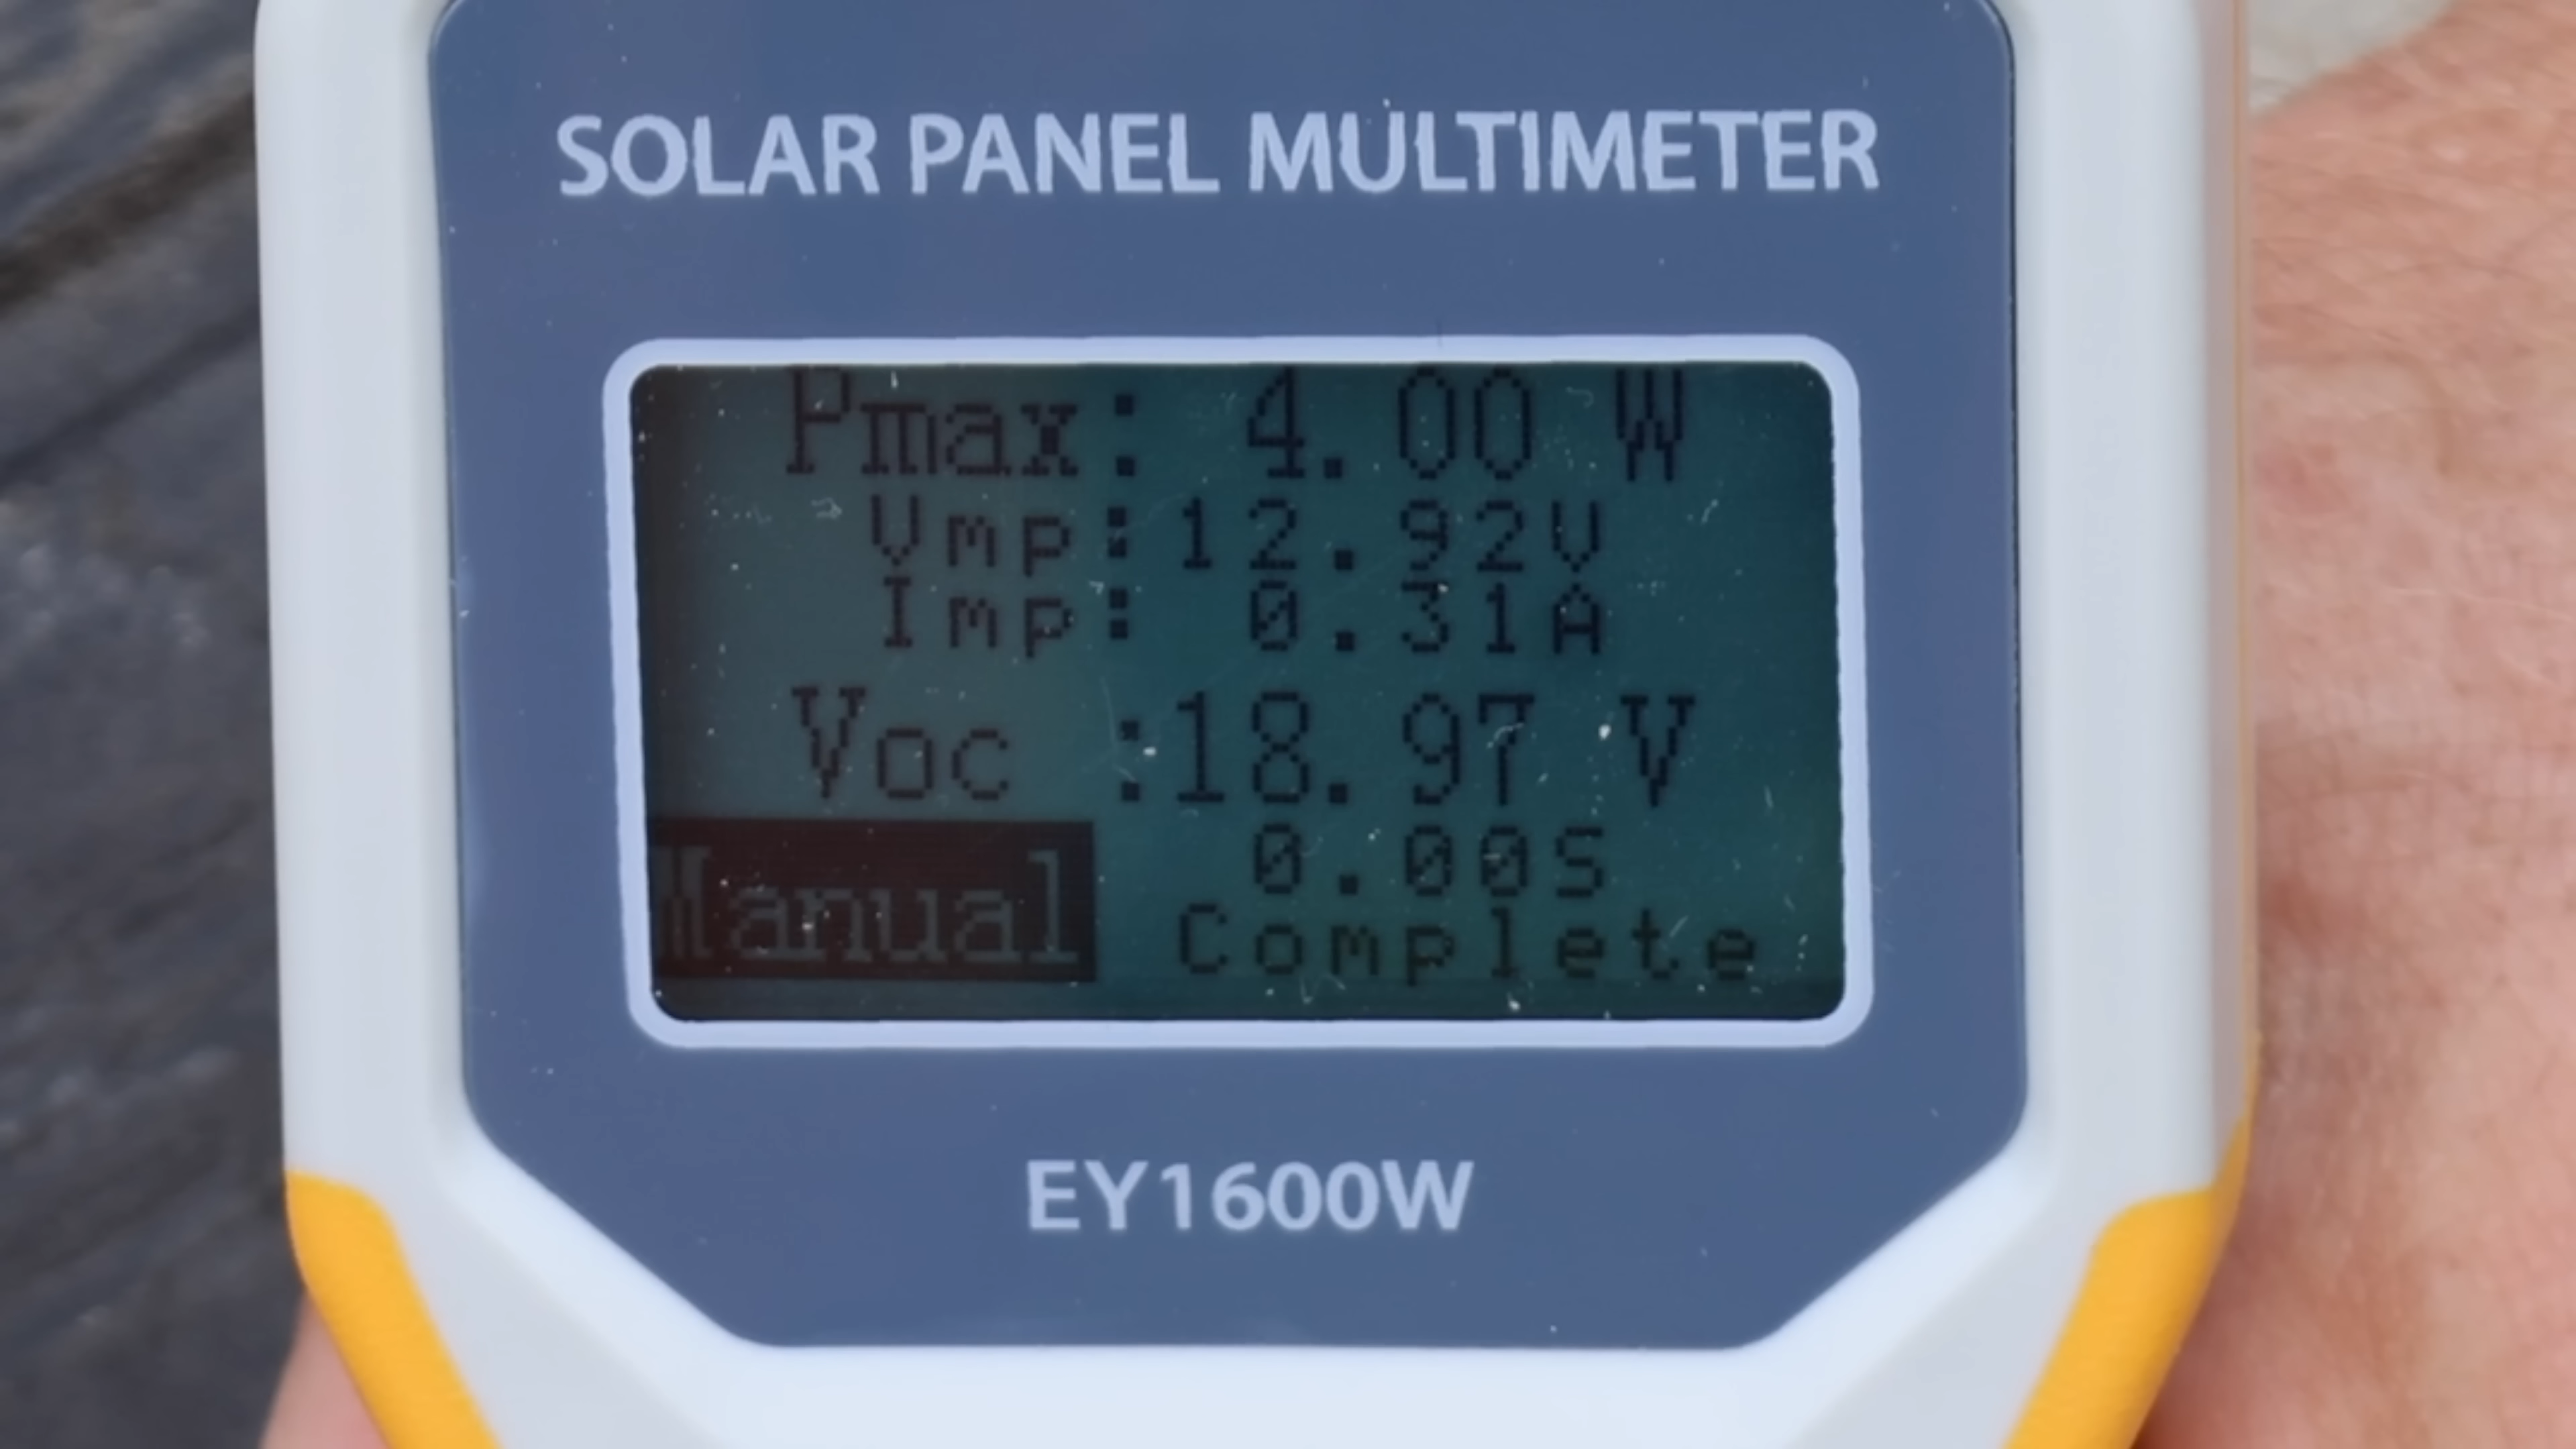 SOLAR PANEL MULTIMETER
Pmax: 4.00 W
Vmp:12.92V
Imp: 0.31A
Voc :18.97 V
0.00S
Manual Complete
EY1600W